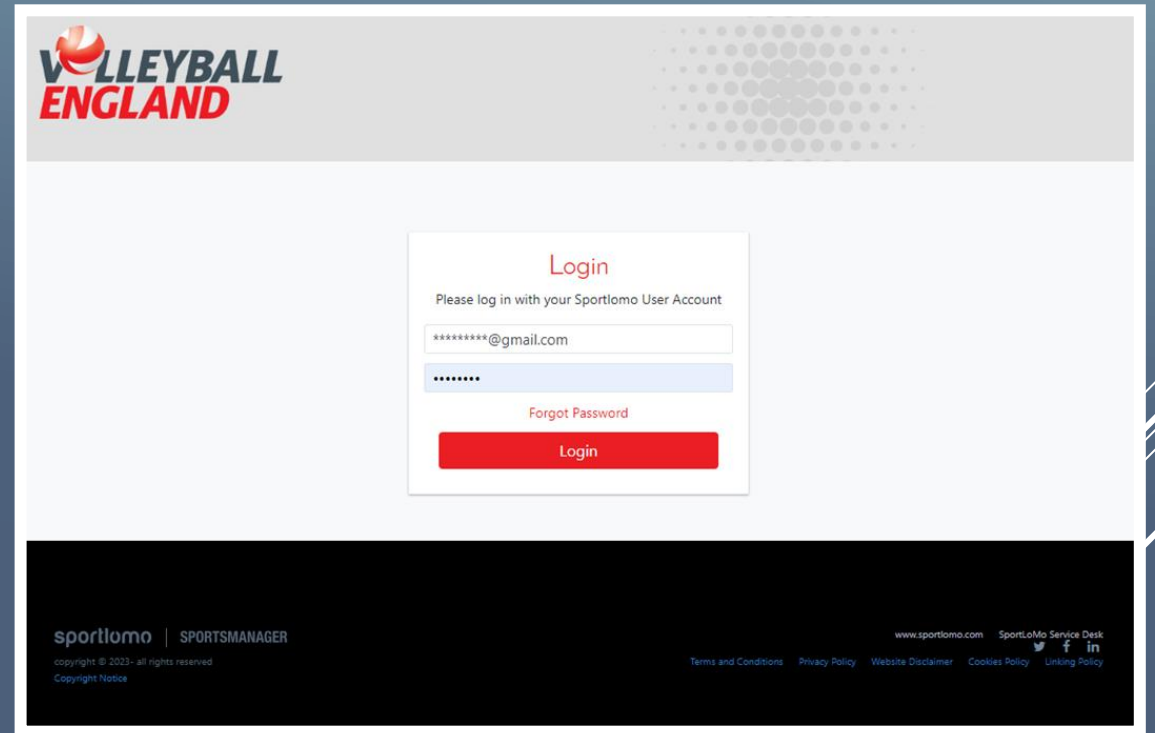 VOLLEYBALL
ENGLAND
Login
Please log in with your Sportlomo User Account
*********@gmail.com
••••••••
Forgot Password
Login
sportlomo | SPORTSMANAGER
copyright © 2023- all rights reserved
Copyright Notice
www.sportlomo.com SportLoMo Service Desk
Terms and Conditions Privacy Policy Website Disclaimer Cookies Policy Linking Policy